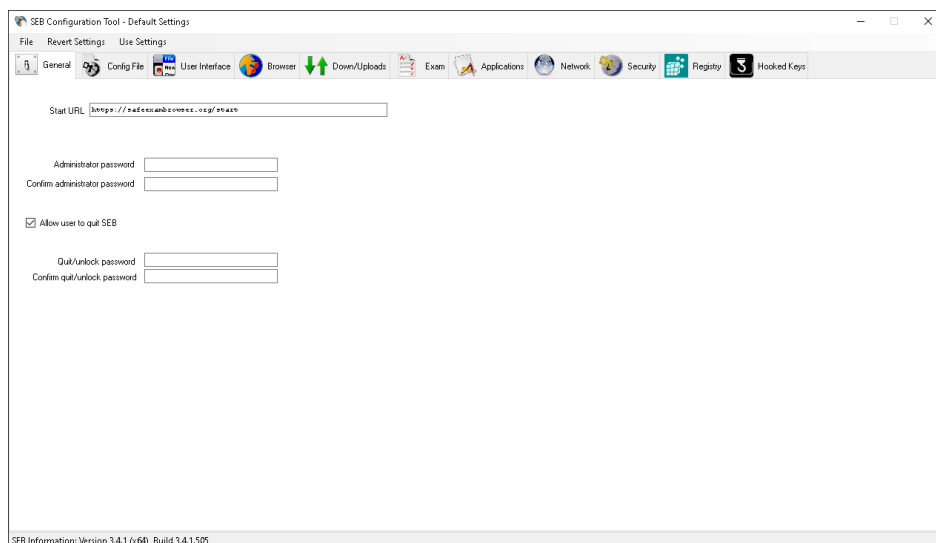 SEB Configuration Tool - Default Settings
File Revert Settings Use Settings
General Config File User Interface Browser Down/Uploads Exam Applications Network Security Registry Hooked Keys
Start URL https://safeexambrowser.org/start
Administrator password
Confirm administrator password
Allow user to quit SEB
Quit/unlock password
Confirm quit/unlock password
SEB Information: Version 3.4.1 (x64), Build 3.4.1.505